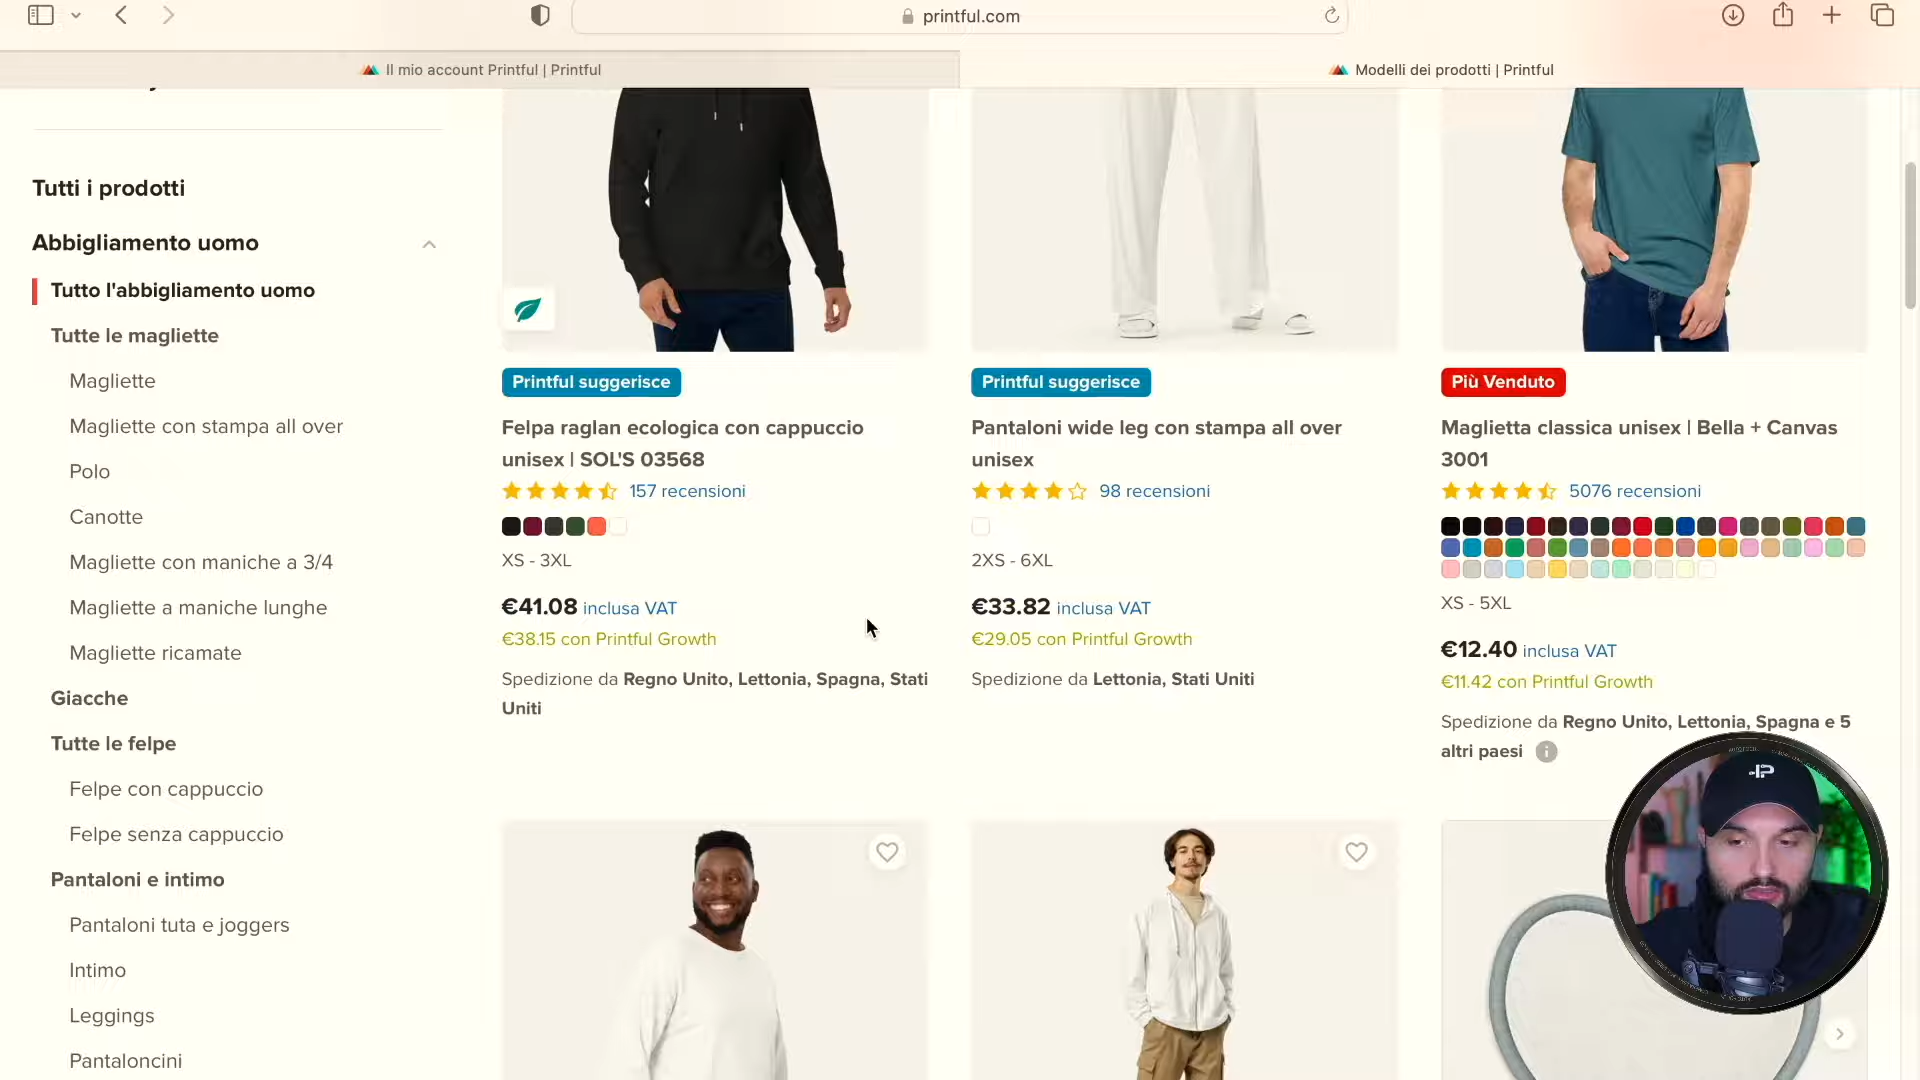 printful.com
Il mio account Printful | Printful
Modelli dei prodotti | Printful
Tutti i prodotti
Abbigliamento uomo
Tutto l'abbigliamento uomo
Tutte le magliette
Magliette
Magliette con stampa all over
Polo
Canotte
Magliette con maniche a 3/4
Magliette a maniche lunghe
Magliette ricamate
Giacche
Tutte le felpe
Felpe con cappuccio
Felpe senza cappuccio
Pantaloni e intimo
Pantaloni tuta e joggers
Intimo
Leggings
Pantaloncini
Printful suggerisce
Felpa raglan ecologica con cappuccio
unisex | SOL'S 03568
157 recensioni
XS - 3XL
€41.08 inclusa VAT
€38.15 con Printful Growth
Spedizione da Regno Unito, Lettonia, Spagna, Stati
Uniti
Printful suggerisce
Pantaloni wide leg con stampa all over
unisex
98 recensioni
2XS - 6XL
€33.82 inclusa VAT
€29.05 con Printful Growth
Spedizione da Lettonia, Stati Uniti
Più Venduto
Maglietta classica unisex | Bella + Canvas
3001
5076 recensioni
XS - 5XL
€12.40 inclusa VAT
€11.42 con Printful Growth
Spedizione da Regno Unito, Lettonia, Spagna e 5
altri paesi